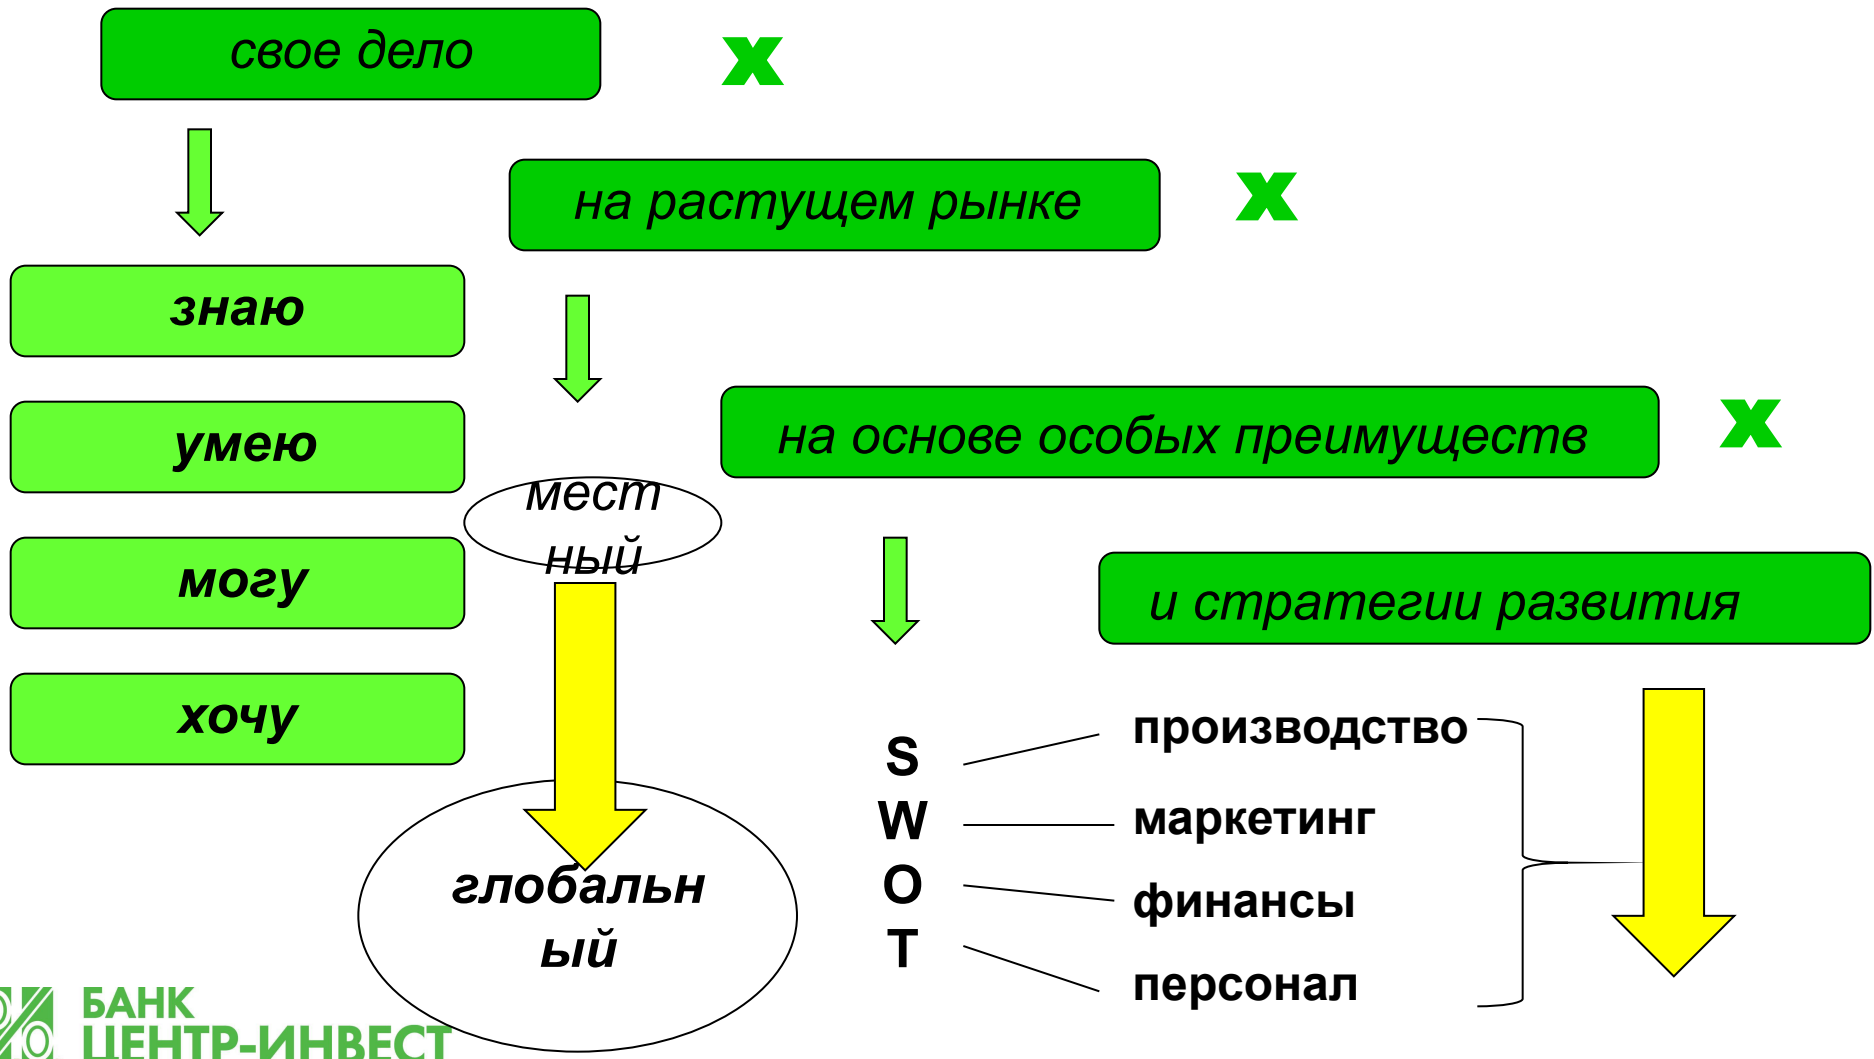 свое дело
х
на растущем рынке
х
знаю
умею
могу
хочу
мест
ный
глобальн
ый
на основе особых преимуществ
х
и стратегии развития
S
W
O
T
производство
маркетинг
финансы
персонал
БАНК
ЦЕНТР-ИНВЕСТ